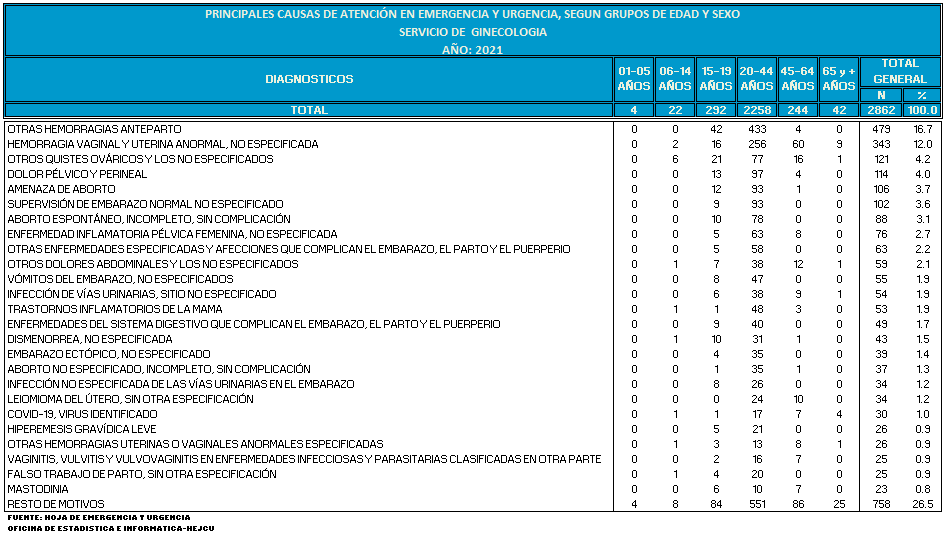 PRINCIPALES CAUSAS DE ATENCIÓN EN EMERGENCIA Y URGENCIA, SEGUN GRUPOS DE EDAD Y SEXO
SERVICIO DE GINECOLOGIA
AÑO: 2021
DIAGNOSTICOS 01-05 AÑOS 06-14 AÑOS 15-19 AÑOS 20-44 AÑOS 45-64 AÑOS 65 y + AÑOS TOTAL GENERAL
N %
TOTAL 4 22 292 2258 244 42 2862 100.0
OTRAS HEMORRAGIAS ANTEPARTO 0 0 42 433 4 0 479 16.7
HEMORRAGIA VAGINAL Y UTERINA ANORMAL, NO ESPECIFICADA 0 2 16 256 60 9 343 12.0
OTROS QUISTES OVÁRICOS Y LOS NO ESPECIFICADOS 0 6 21 77 16 1 121 4.2
DOLOR PÉLVICO Y PERINEAL 0 0 13 97 4 0 114 4.0
AMENAZA DE ABORTO 0 0 12 93 1 0 106 3.7
SUPERVISIÓN DE EMBARAZO NORMAL NO ESPECIFICADO 0 0 9 93 0 0 102 3.6
ABORTO ESPONTÁNEO, INCOMPLETO, SIN COMPLICACIÓN 0 0 10 78 0 0 88 3.1
ENFERMEDAD INFLAMATORIA PÉLVICA FEMENINA, NO ESPECIFICADA 0 0 5 63 8 0 76 2.7
OTRAS ENFERMEDADES ESPECIFICADAS Y AFECCIONES QUE COMPLICAN EL EMBARAZO, EL PARTO Y EL PUERPERIO 0 0 5 58 0 0 63 2.2
OTROS DOLORES ABDOMINALES Y LOS NO ESPECIFICADOS 0 1 7 38 12 1 59 2.1
VÓMITOS DEL EMBARAZO, NO ESPECIFICADOS 0 0 8 47 0 0 55 1.9
INFECCIÓN DE VÍAS URINARIAS, SITIO NO ESPECIFICADO 0 0 6 38 9 1 54 1.9
TRASTORNOS INFLAMATORIOS DE LA MAMA 0 1 1 48 3 0 53 1.9
ENFERMEDADES DEL SISTEMA DIGESTIVO QUE COMPLICAN EL EMBARAZO, EL PARTO Y EL PUERPERIO 0 0 9 40 0 0 49 1.7
DISMENORREA, NO ESPECIFICADA 0 1 10 31 1 0 43 1.5
EMBARAZO ECTÓPICO, NO ESPECIFICADO 0 0 4 35 0 0 39 1.4
ABORTO NO ESPECIFICADO, INCOMPLETO, SIN COMPLICACIÓN 0 0 1 35 1 0 37 1.3
INFECCIÓN NO ESPECIFICADA DE LAS VÍAS URINARIAS EN EL EMBARAZO 0 0 8 26 0 0 34 1.2
LEIOMIOMA DEL ÚTERO, SIN OTRA ESPECIFICACIÓN 0 0 0 24 10 0 34 1.2
COVID-19, VIRUS IDENTIFICADO 0 1 1 17 7 4 30 1.0
HIPEREMESIS GRAVÍDICA LEVE 0 0 5 21 0 0 26 0.9
OTRAS HEMORRAGIAS UTERINAS O VAGINALES ANORMALES ESPECIFICADAS 0 1 3 13 8 1 26 0.9
VAGINITIS, VULVITIS Y VULVOVAGINITIS EN ENFERMEDADES INFECCIOSAS Y PARASITARIAS CLASIFICADAS EN OTRA PARTE 0 0 2 16 7 0 25 0.9
FALSO TRABAJO DE PARTO, SIN OTRA ESPECIFICACIÓN 0 1 4 20 0 0 25 0.9
MASTODINIA 0 0 6 10 7 0 23 0.8
RESTO DE MOTIVOS 4 8 84 551 86 25 758 26.5
FUENTE: HOJA DE EMERGENCIA Y URGENCIA
OFICINA DE ESTADISTICA E INFORMATICA-HEJCU